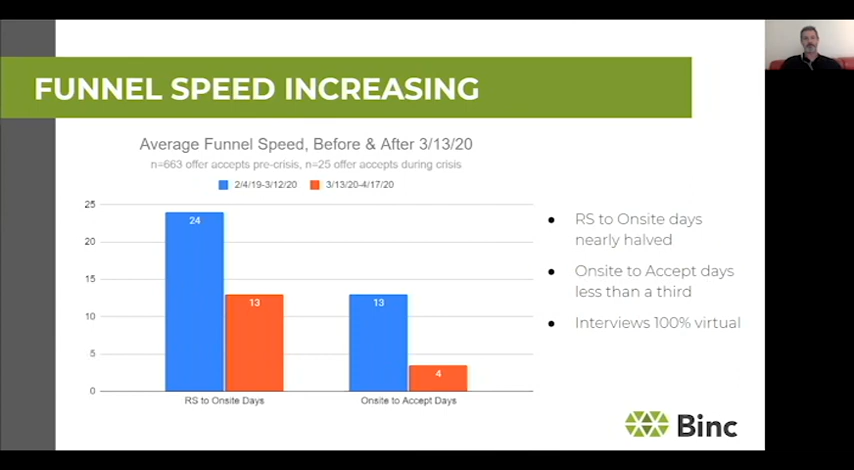 FUNNEL SPEED INCREASING
Average Funnel Speed, Before & After 3/13/20
n=663 offer accepts pre-crisis, n=25 offer accepts during crisis
2/4/19-3/12/20 3/13/20-4/17/20
25
20
15
10
5
0
24
13
13
4
RS to Onsite Days
Onsite to Accept Days
RS to Onsite days
nearly halved
Onsite to Accept days
less than a third
Interviews 100% virtual
Binc